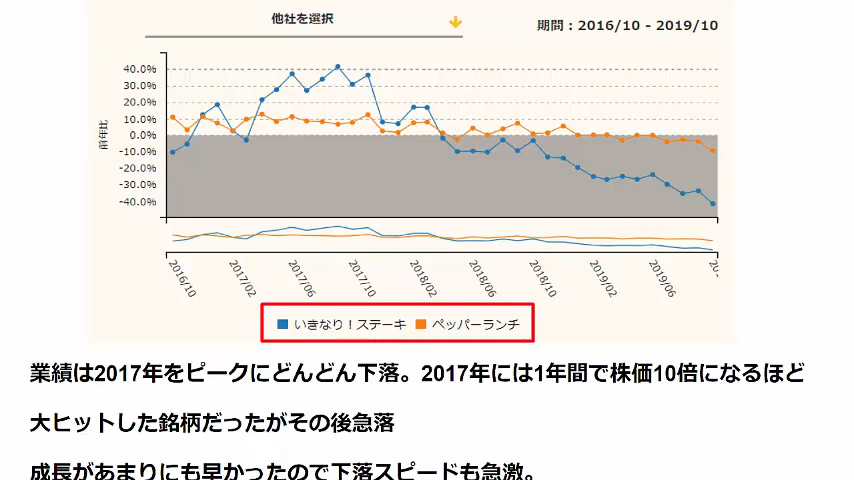 他社を選択
期間：2016/10 - 2019/10
40.0%
30.0%
20.0%
10.0%
0.0%
-10.0%
-20.0%
-30.0%
-40.0%
前年比
2016/10
2017/02
2017/06
2017/10
2018/02
2018/06
2018/10
2019/02
2019/06
20
いきなり！ステーキ
ペッパーランチ
業績は2017年をピークにどんどん下落。2017年には1年間で株価10倍になるほど
大ヒットした銘柄だったがその後急落
成長があまりにも早かったので下落スピードも急激。